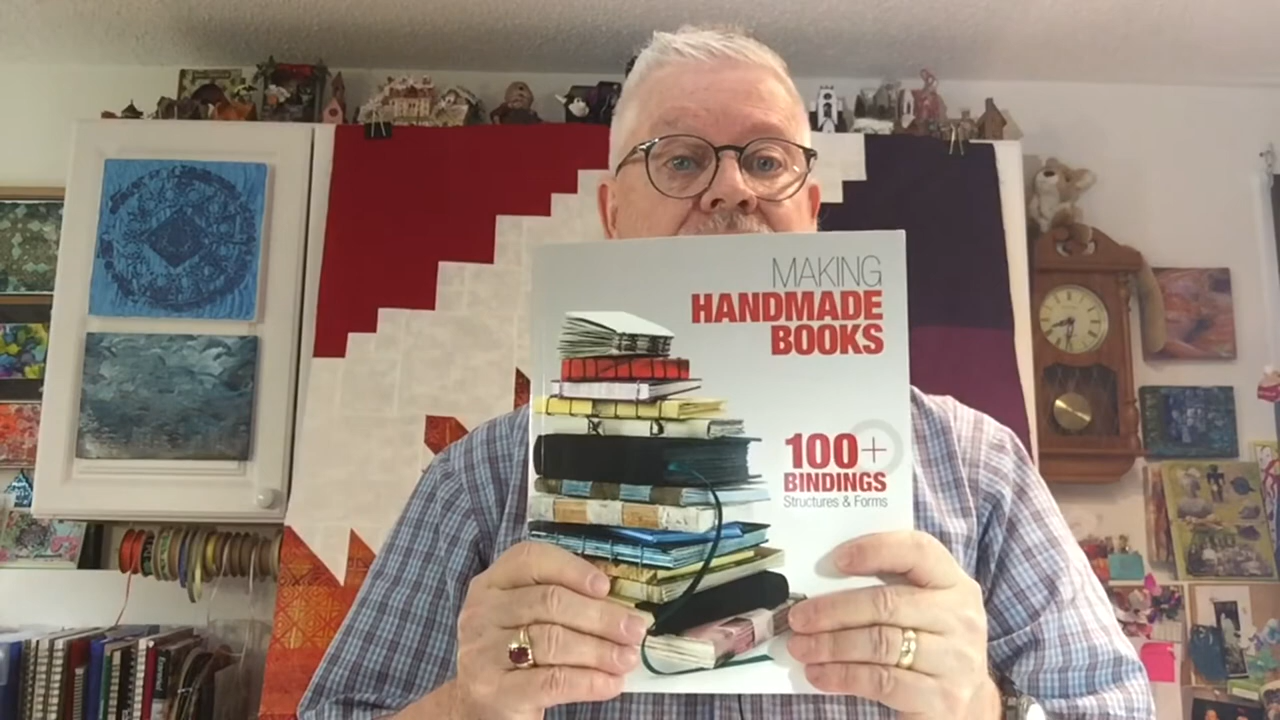 MAKING
HANDMADE
BOOKS
100+
BINDINGS
Structures & Forms